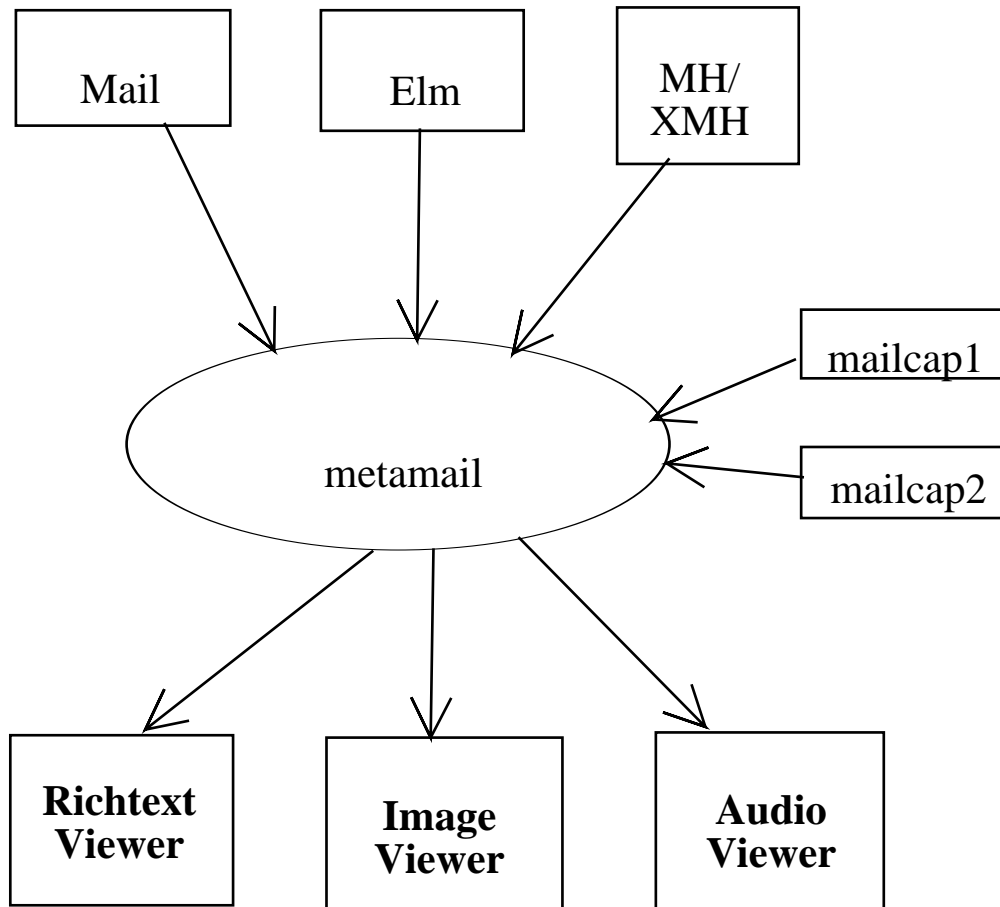 Mail
Elm
MH/
XMH
mailcap1
mailcap2
metamail
Richtext
Viewer
Image
Viewer
Audio
Viewer